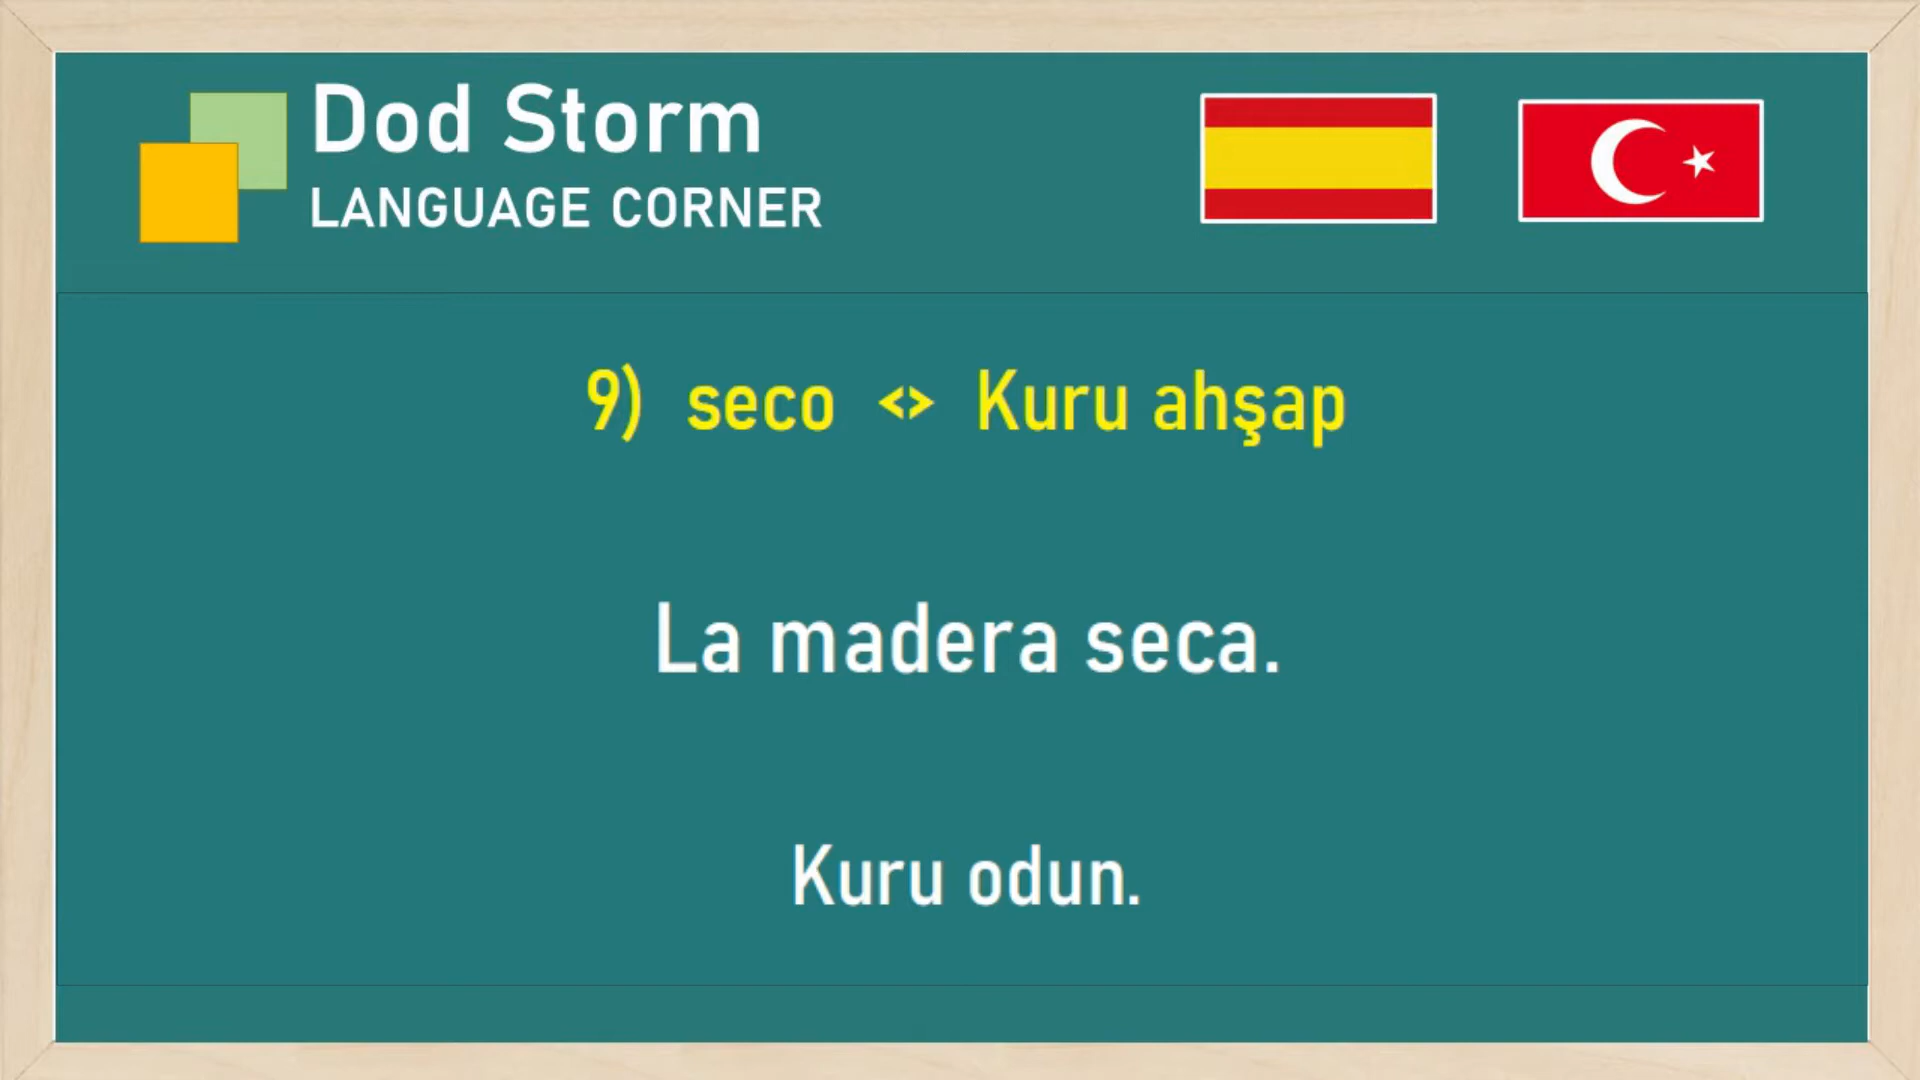 Dod Storm
LANGUAGE CORNER
9) seco <> Kuru ahşap
La madera seca.
Kuru odun.